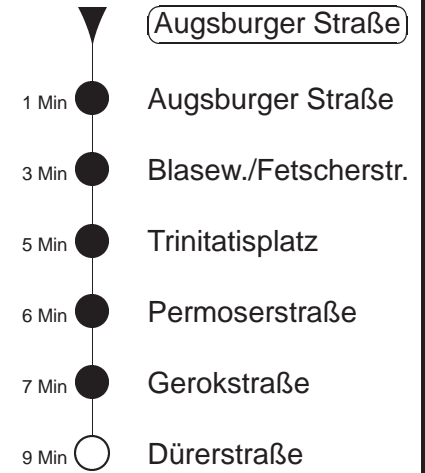 Augsburger Straße
1 Min Augsburger Straße
3 Min Blasew./Fetscherstr.
5 Min Trinitatisplatz
6 Min Permoserstraße
7 Min Gerokstraße
9 Min Dürerstraße